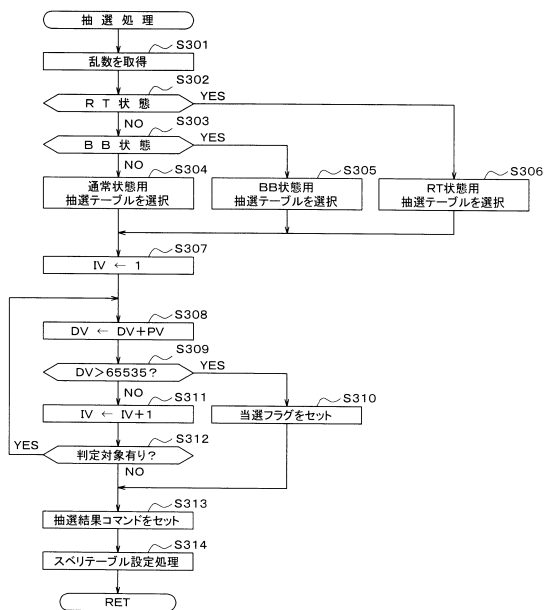 抽選処理
S301
乱数を取得
S302
RT状態
YES
NO
S303
BB状態
YES
NO
S304
通常状態用
抽選テーブルを選択
S305
BB状態用
抽選テーブルを選択
S306
RT状態用
抽選テーブルを選択
S307
IV ← 1
S308
DV ← DV+PV
S309
DV>65535?
YES
NO
S310
当選フラグをセット
S311
IV ← IV+1
S312
判定対象有り?
YES
NO
S313
抽選結果コマンドをセット
S314
スベリテーブル設定処理
RET